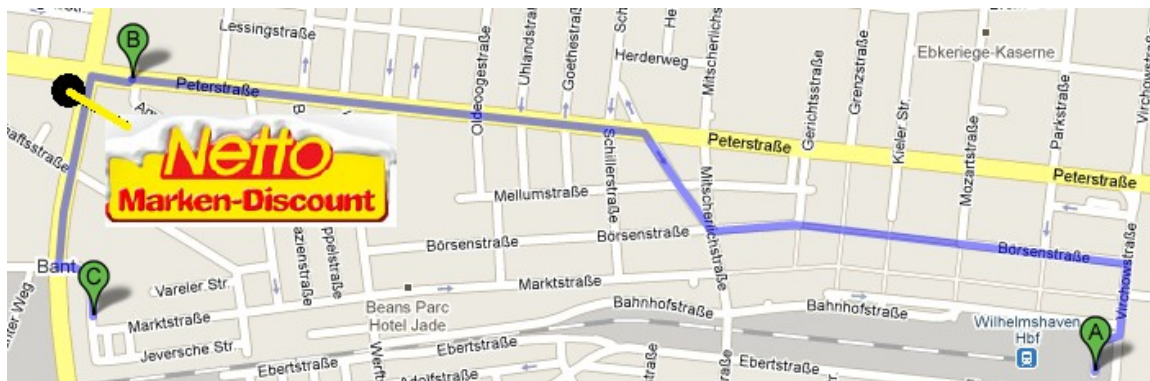 Lessingstraße
B
Peterstraße
Oldeoogestraße
Uhlandstraße
Goethestraße
Herderweg
Mitscherlichstraße
Ebkeriege-Kaserne
Gerichtsstraße
Grenzstraße
Kieler Str.
Mozartstraße
Parkstraße
Virchowstraße
Peterstraße
Peterstraße
Netto
Marken-Discount
Schillerstraße
Mitscherlichstraße
Mellumstraße
Börsenstraße
Börsenstraße
Börsenstraße
Virchowstraße
Bant
C
Vareler Str.
Marktstraße
Marktstraße
Beans Parc
Hotel Jade
Bahnhofstraße
Bahnhofstraße
Wilhelmshaven
Hbf
A
Jeversche Str.
Ebertstraße
Ebertstraße
Ebertstraße